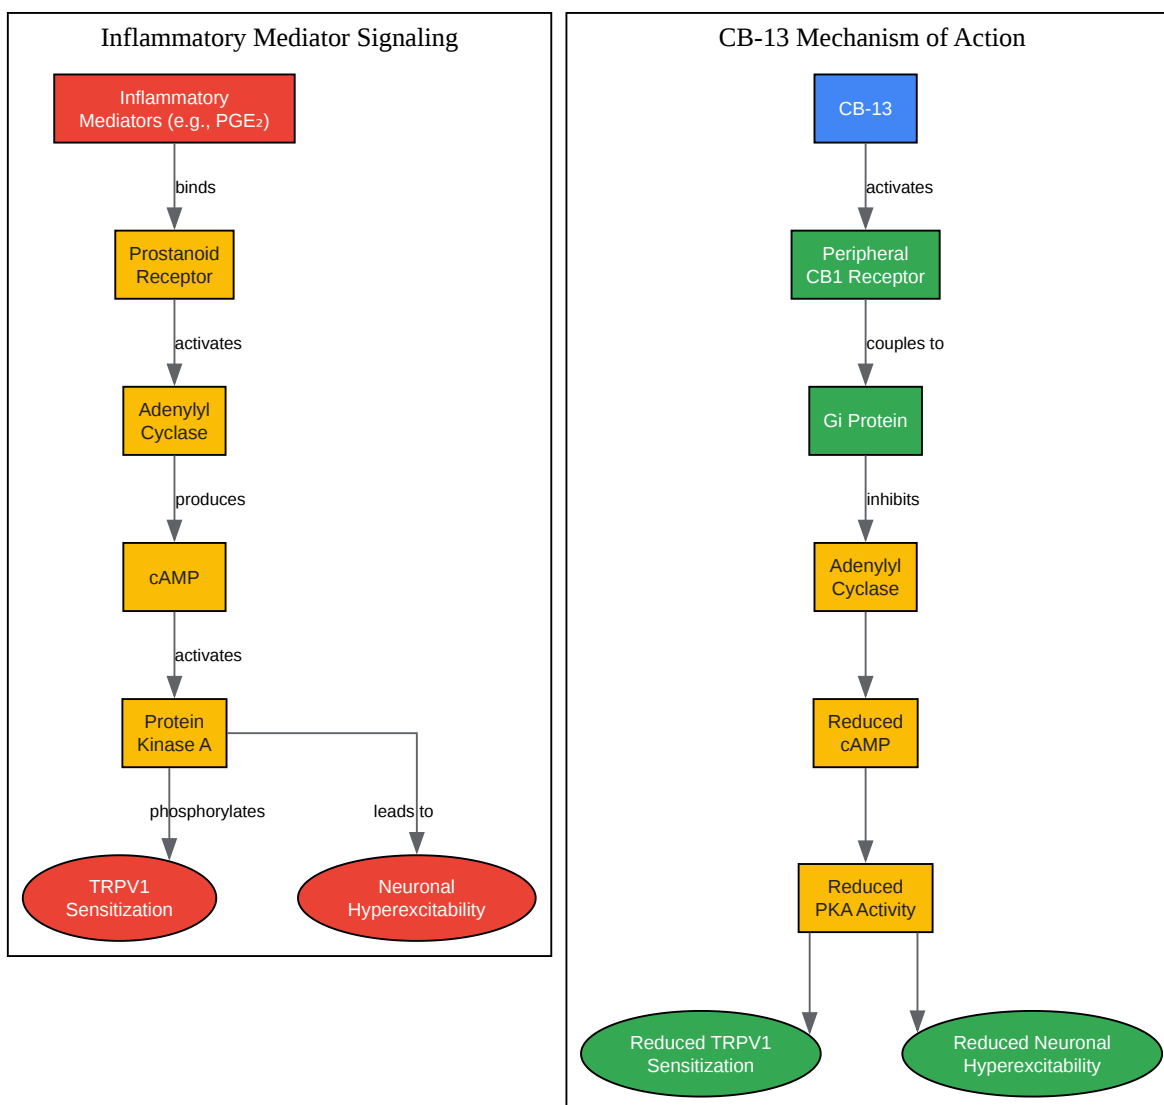 Inflammatory Mediator Signaling
Inflammatory
Mediators (e.g., PGE₂)
binds
Prostanoid
Receptor
activates
Adenylyl
Cyclase
produces
cAMP
activates
Protein
Kinase A
phosphorylates
leads to
TRPV1
Sensitization
Neuronal
Hyperexcitability
CB-13 Mechanism of Action
CB-13
activates
Peripheral
CB1 Receptor
couples to
Gi Protein
inhibits
Adenylyl
Cyclase
Reduced
cAMP
Reduced
PKA Activity
Reduced TRPV1
Sensitization
Reduced Neuronal
Hyperexcitability